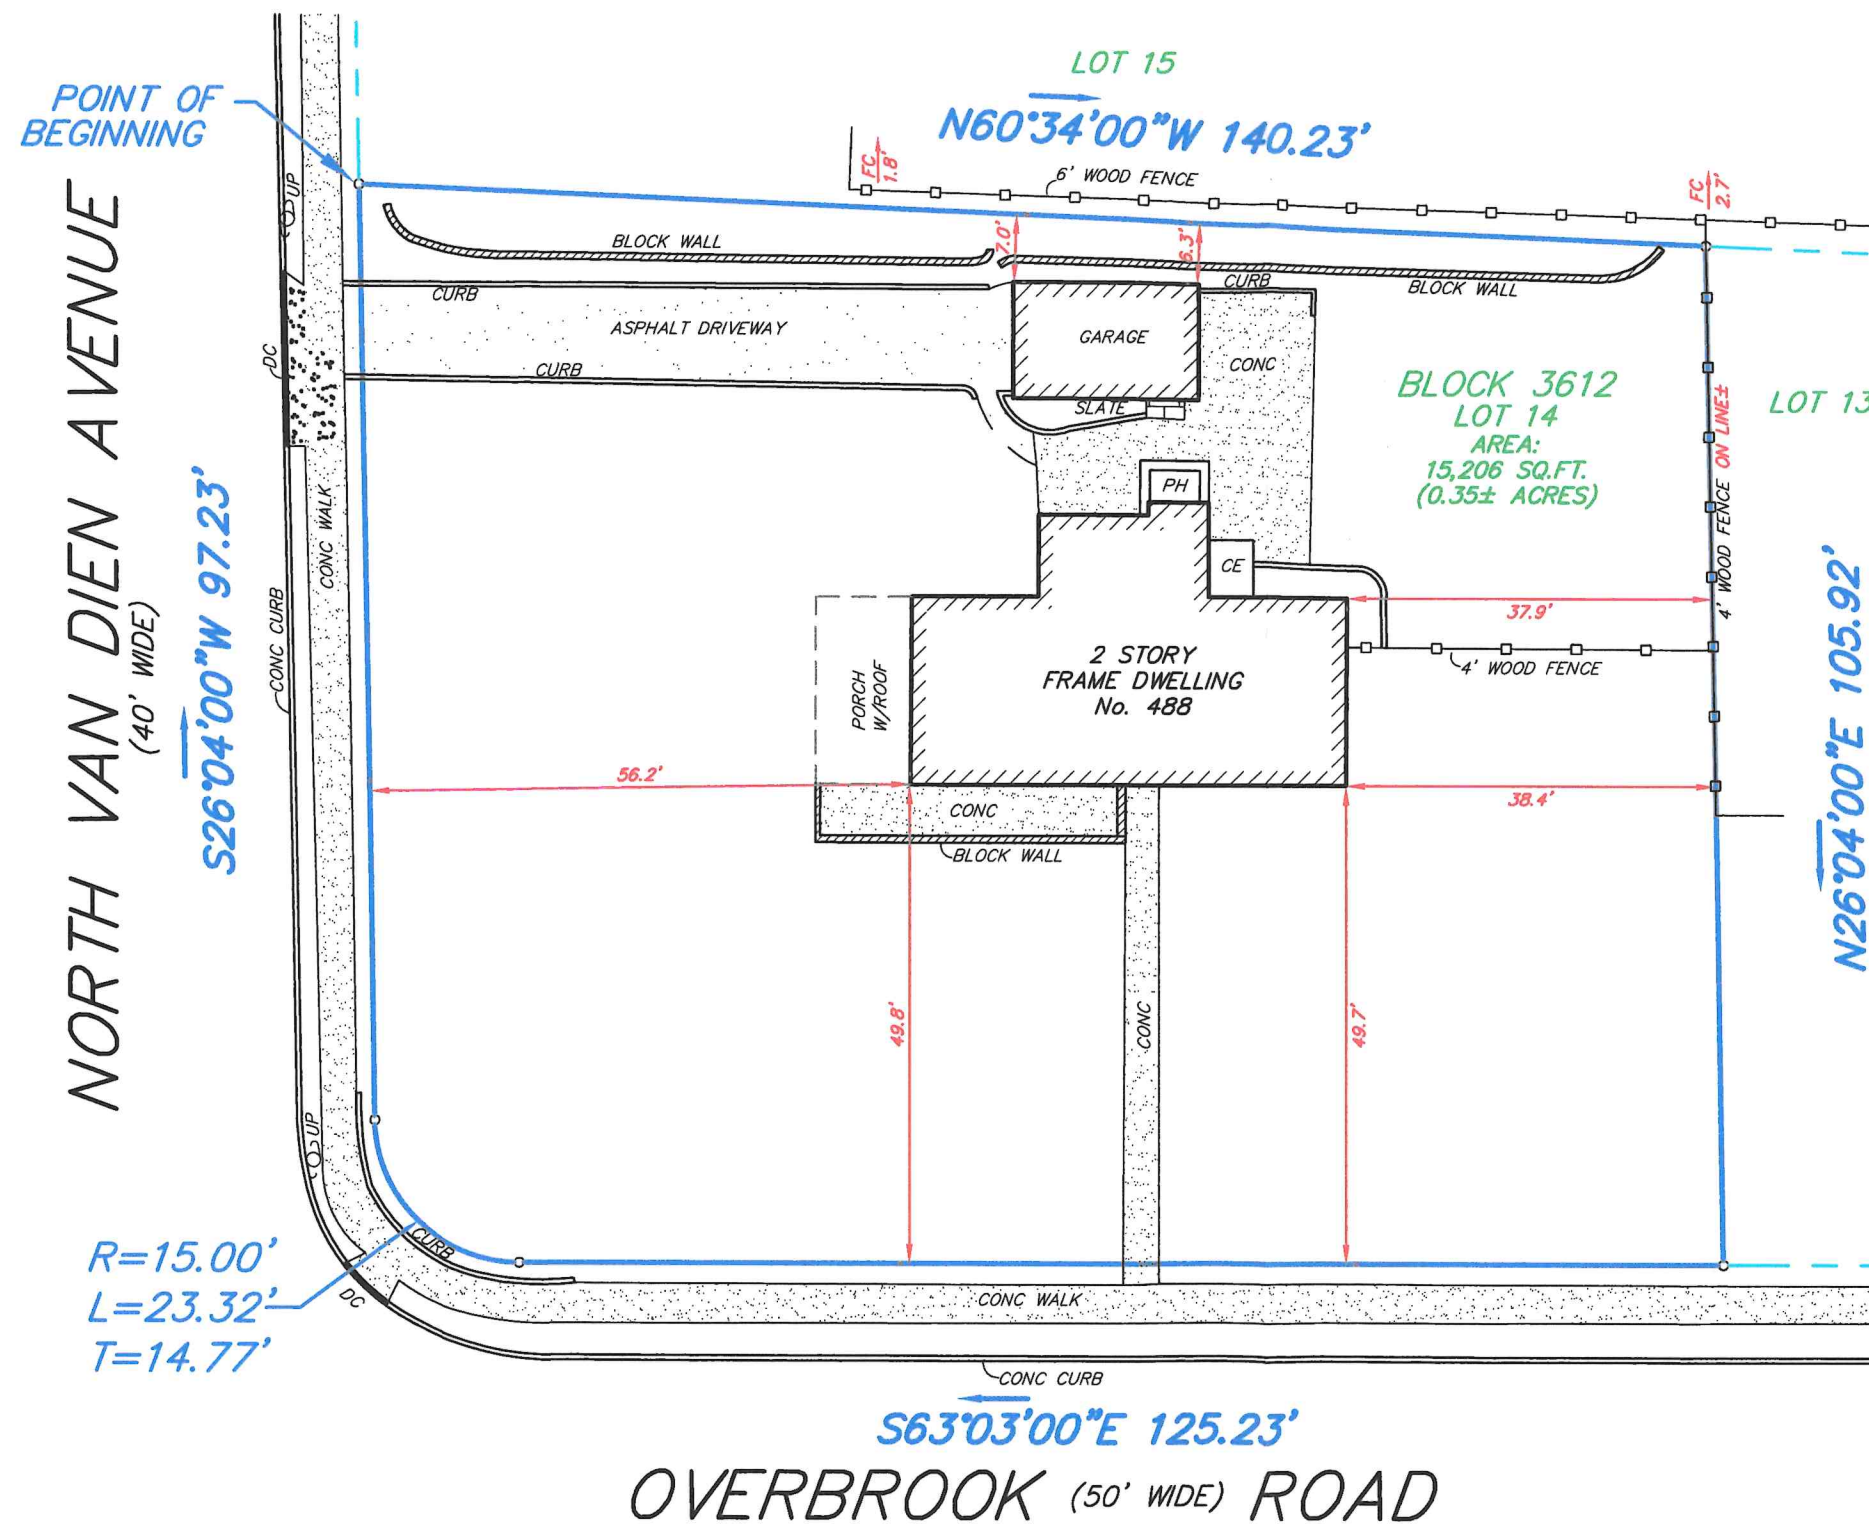 LOT 15
N60°34'00"W 140.23'
POINT OF
BEGINNING
FC
1.8'
6' WOOD FENCE
FC
2.7'
UP
BLOCK WALL
7.0'
6.3'
CURB
CURB
BLOCK WALL
ASPHALT DRIVEWAY
GARAGE
CONC
DC
CURB
SLATE
BLOCK 3612
LOT 14
AREA:
15,206 SQ.FT.
(0.35± ACRES)
LOT 13
4' WOOD FENCE ON LINE±
NORTH VAN DIEN AVENUE
(40' WIDE)
S26°04'00"W 97.23'
CONC WALK
CONC CURB
PH
CE
37.9'
4' WOOD FENCE
2 STORY
FRAME DWELLING
No. 488
PORCH
W/ROOF
N26°04'00"E 105.92'
56.2'
38.4'
CONC
BLOCK WALL
49.8'
CONC
49.7'
UP
CURB
R=15.00'
L=23.32'
T=14.77'
DC
CONC WALK
CONC CURB
S63°03'00"E 125.23'
OVERBROOK (50' WIDE) ROAD